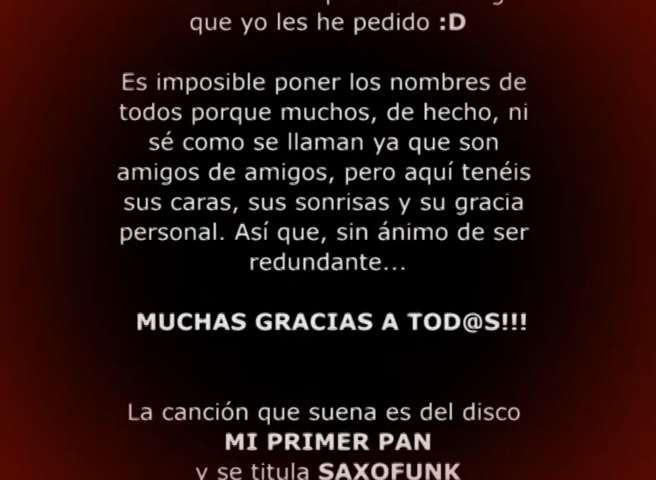 que yo les he pedido :D
Es imposible poner los nombres de
todos porque muchos, de hecho, ni
sé como se llaman ya que son
amigos de amigos, pero aquí tenéis
sus caras, sus sonrisas y su gracia
personal. Así que, sin ánimo de ser
redundante...
MUCHAS GRACIAS A TOD@S!!!
La canción que suena es del disco
MI PRIMER PAN
y se titula SAXOFUNK